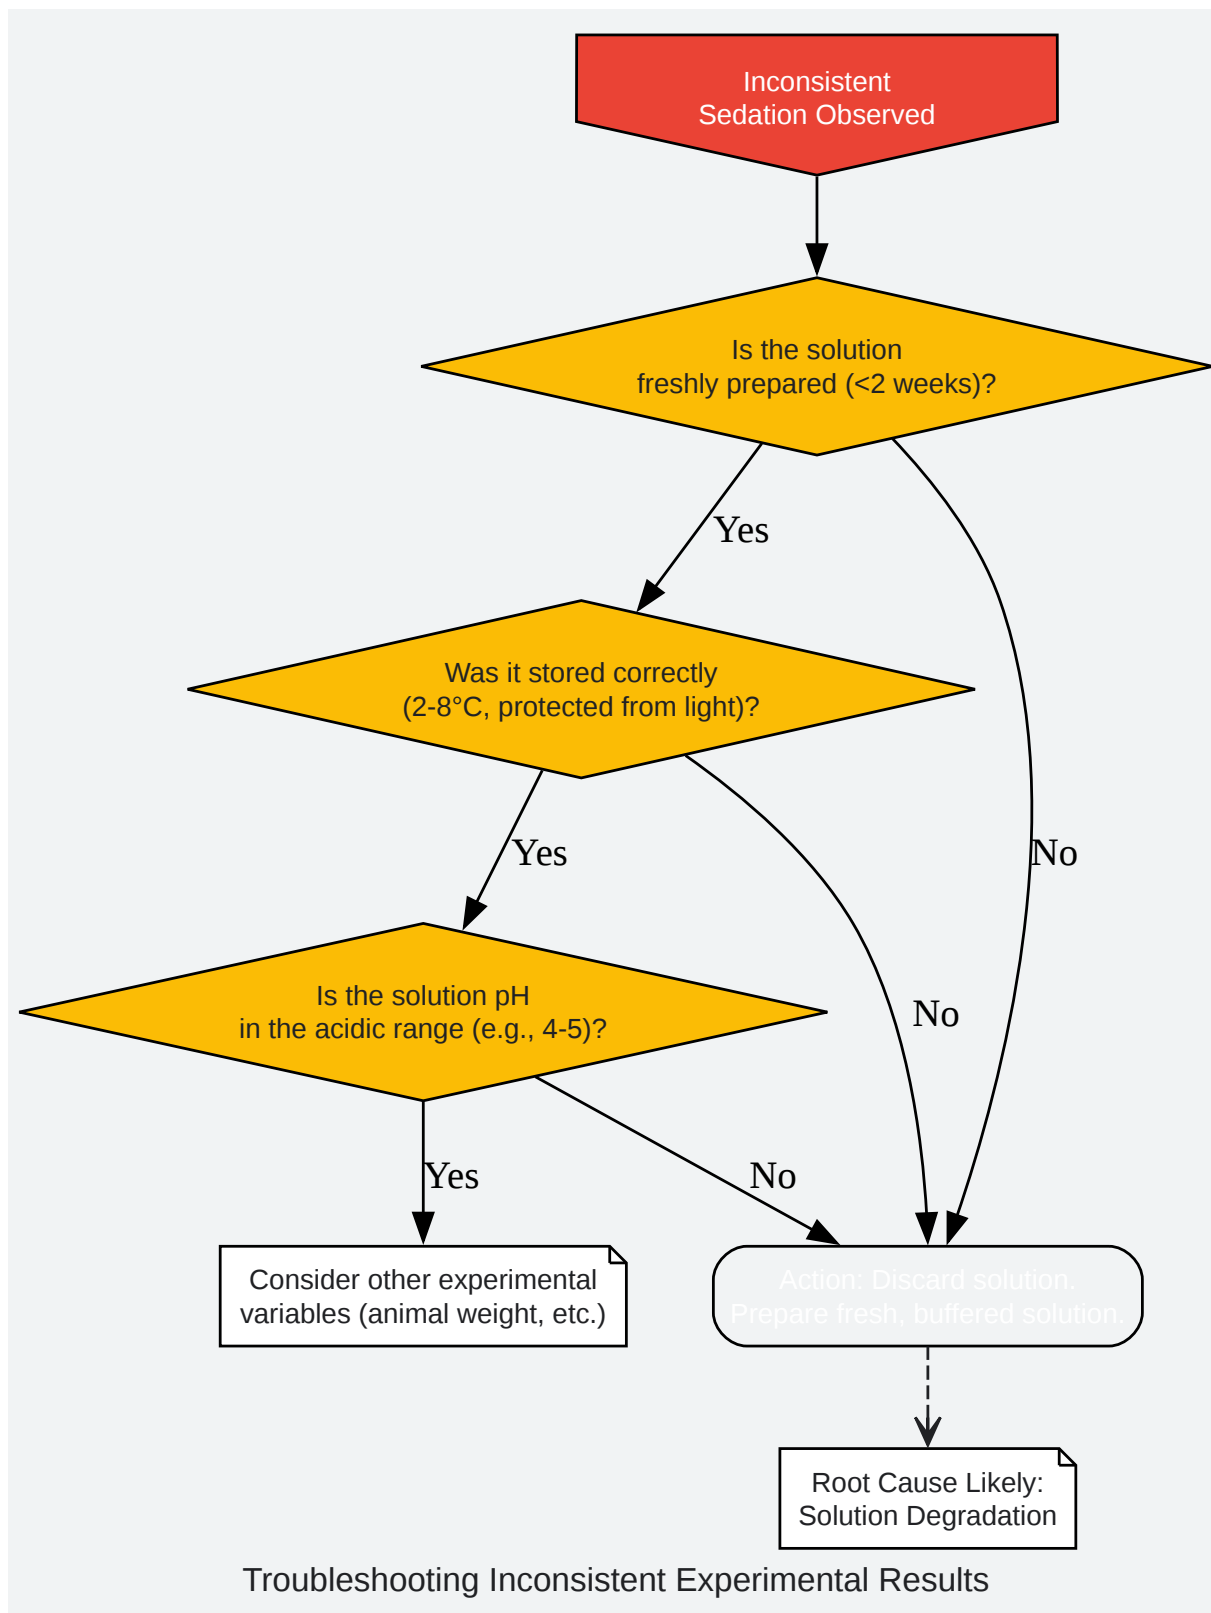 Inconsistent
Sedation Observed
Is the solution
freshly prepared (<2 weeks)?
Yes
Was it stored correctly
(2-8°C, protected from light)?
Yes
No
Is the solution pH
in the acidic range (e.g., 4-5)?
No
Yes
No
Consider other experimental
variables (animal weight, etc.)
Action: Discard solution.
Prepare fresh, buffered solution.
Root Cause Likely:
Solution Degradation
Troubleshooting Inconsistent Experimental Results